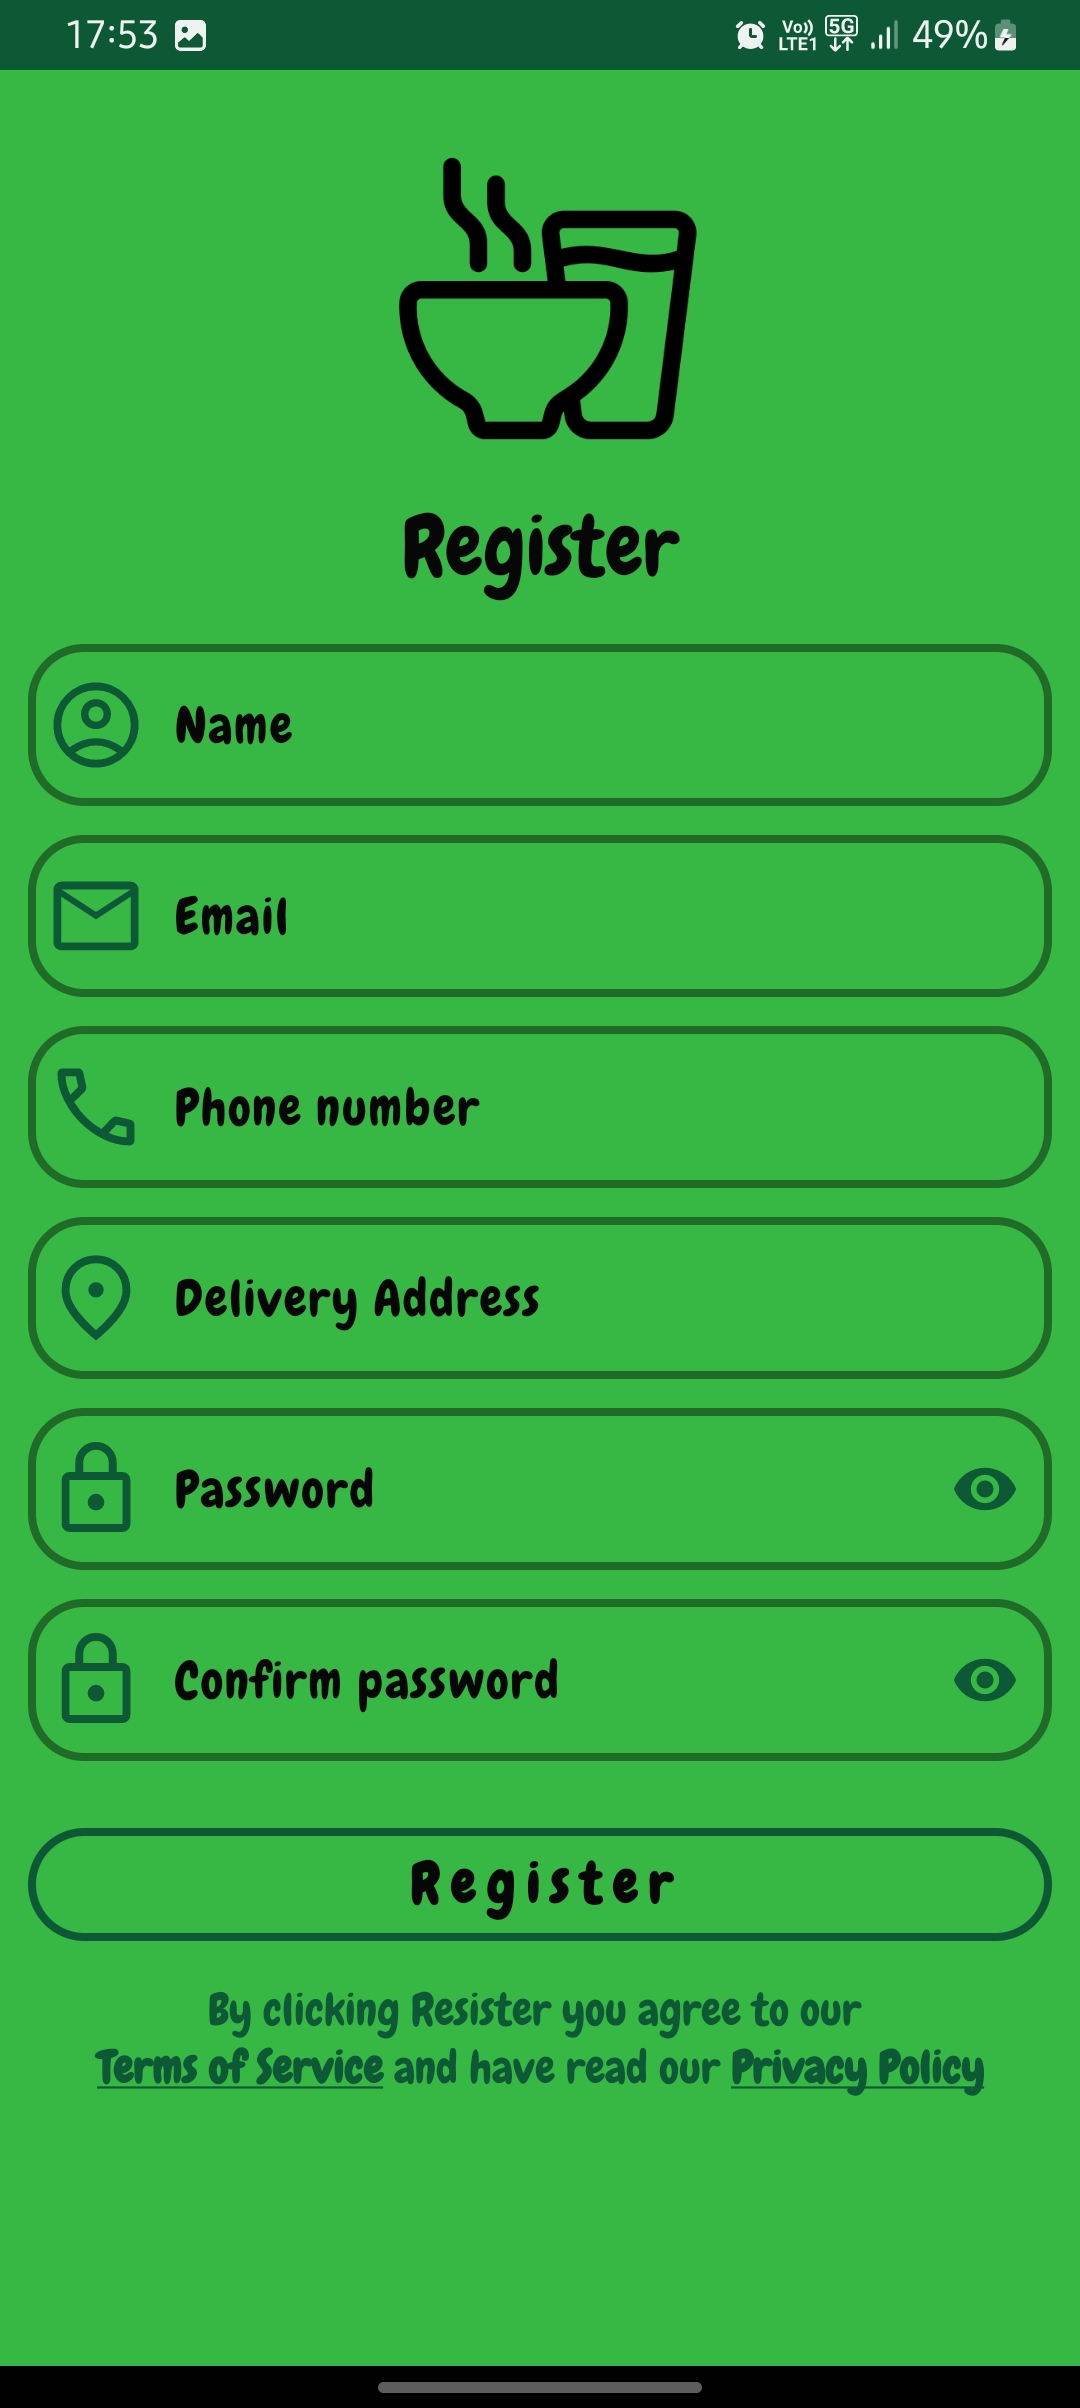 17:53 Vo)) LTE1 5G 49%
Register
Name
Email
Phone number
Delivery Address
Password
Confirm password
Register
By clicking Resister you agree to our
Terms of Service and have read our Privacy Policy